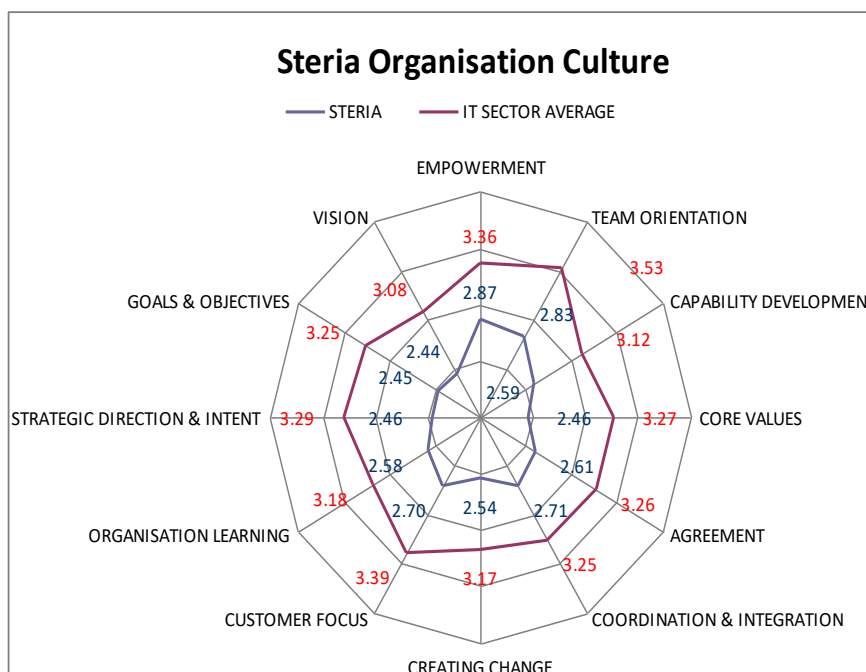 Steria Organisation Culture
STERIA
IT SECTOR AVERAGE
EMPOWERMENT
VISION
TEAM ORIENTATION
3.36
3.53
3.08
GOALS & OBJECTIVES
2.87
CAPABILITY DEVELOPMEN
2.83
3.25
3.12
2.44
2.45
2.59
STRATEGIC DIRECTION & INTENT
3.29
2.46
2.46
3.27
CORE VALUES
2.58
2.61
3.18
3.26
2.70
2.54
2.71
ORGANISATION LEARNING
AGREEMENT
3.39
3.17
3.25
CUSTOMER FOCUS
COORDINATION & INTEGRATION
CREATING CHANGE